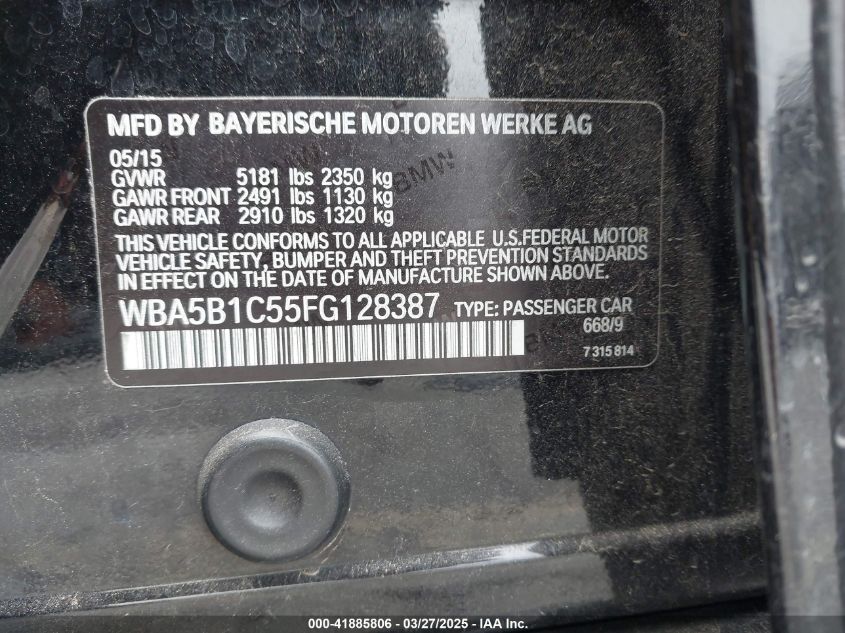 MFD BY BAYERISCHE MOTOREN WERKE AG
05/15
GVWR 5181 lbs 2350 kg
GAWR FRONT 2491 lbs 1130 kg
GAWR REAR 2910 lbs 1320 kg
BMW
THIS VEHICLE CONFORMS TO ALL APPLICABLE U.S.FEDERAL MOTOR
VEHICLE SAFETY, BUMPER AND THEFT PREVENTION STANDARDS
IN EFFECT ON THE DATE OF MANUFACTURE SHOWN ABOVE.
WBA5B1C55FG128387 TYPE: PASSENGER CAR
668/9
7 315 814
000-41885806 - 03/27/2025 - IAA Inc.